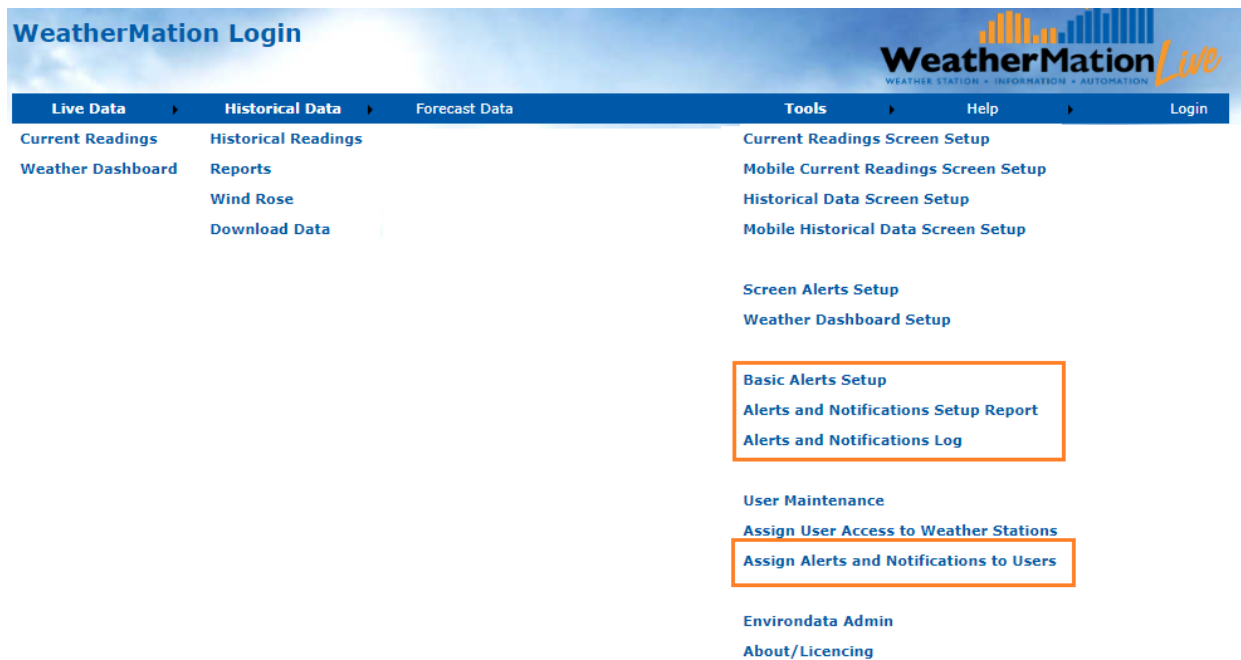 WeatherMation Login
WeatherMation Live
WEATHER STATION • INFORMATION • AUTOMATION
Live Data Historical Data Forecast Data Tools Help Login
Current Readings Historical Readings Current Readings Screen Setup
Weather Dashboard Reports Mobile Current Readings Screen Setup
Wind Rose Historical Data Screen Setup
Download Data Mobile Historical Data Screen Setup
Screen Alerts Setup
Weather Dashboard Setup
Basic Alerts Setup
Alerts and Notifications Setup Report
Alerts and Notifications Log
User Maintenance
Assign User Access to Weather Stations
Assign Alerts and Notifications to Users
Environdata Admin
About/Licencing